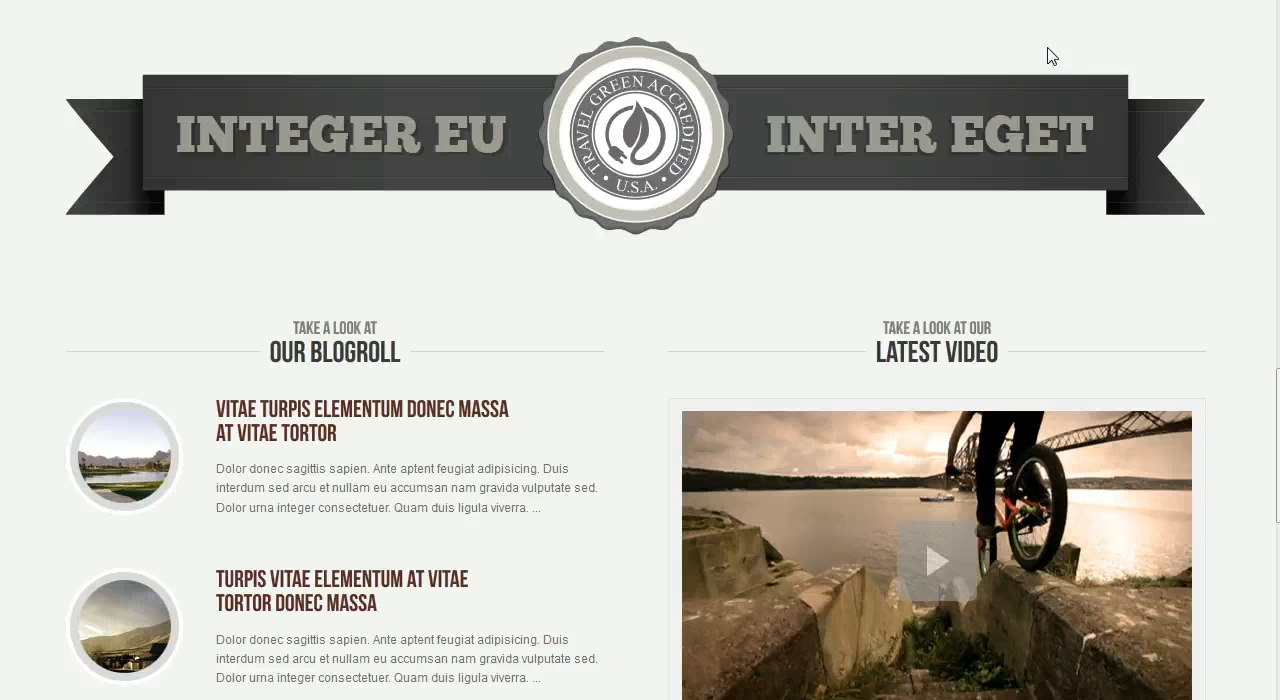 INTEGER EU
TRAVEL GREEN ACCREDITED
• U.S.A. •
INTER EGET
TAKE A LOOK AT
OUR BLOGROLL
VITAE TURPIS ELEMENTUM DONEC MASSA
AT VITAE TORTOR
Dolor donec sagittis sapien. Ante aptent feugiat adipisicing. Duis
interdum sed arcu et nullam eu accumsan nam gravida vulputate sed.
Dolor urna integer consectetuer. Quam duis ligula viverra. ...
TURPIS VITAE ELEMENTUM AT VITAE
TORTOR DONEC MASSA
Dolor donec sagittis sapien. Ante aptent feugiat adipisicing. Duis
interdum sed arcu et nullam eu accumsan nam gravida vulputate sed.
Dolor urna integer consectetuer. Quam duis ligula viverra. ...
TAKE A LOOK AT OUR
LATEST VIDEO